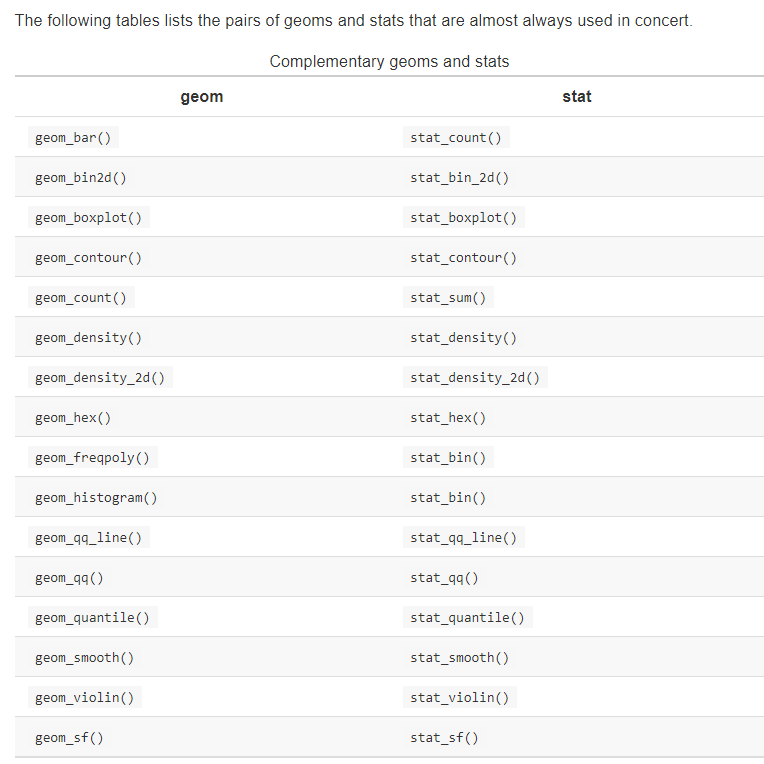 The following tables lists the pairs of geoms and stats that are almost always used in concert.
Complementary geoms and stats
geom stat
geom_bar() stat_count()
geom_bin2d() stat_bin_2d()
geom_boxplot() stat_boxplot()
geom_contour() stat_contour()
geom_count() stat_sum()
geom_density() stat_density()
geom_density_2d() stat_density_2d()
geom_hex() stat_hex()
geom_freqpoly() stat_bin()
geom_histogram() stat_bin()
geom_qq_line() stat_qq_line()
geom_qq() stat_qq()
geom_quantile() stat_quantile()
geom_smooth() stat_smooth()
geom_violin() stat_violin()
geom_sf() stat_sf()